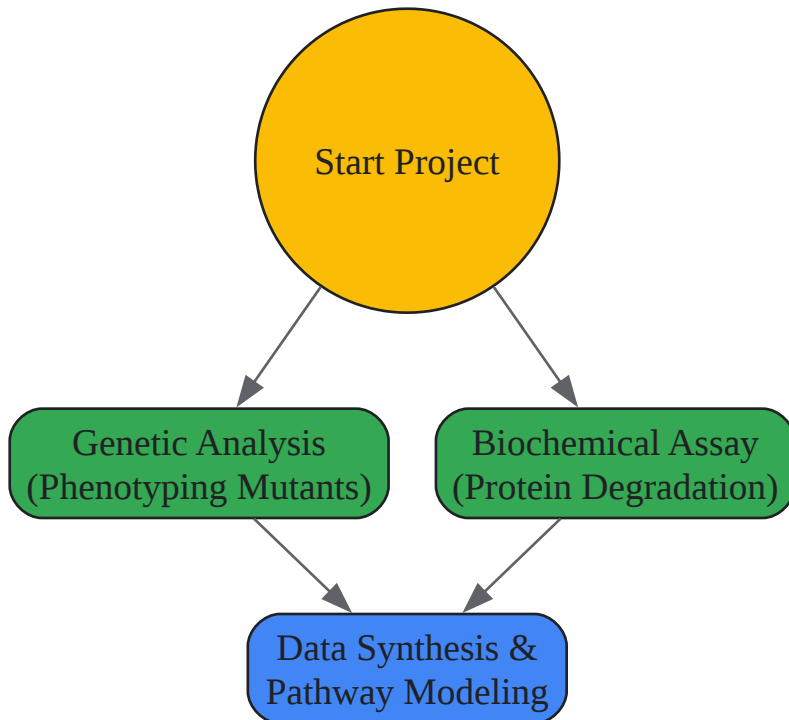 Start Project
Genetic Analysis
(Phenotyping Mutants)
Biochemical Assay
(Protein Degradation)
Data Synthesis &
Pathway Modeling